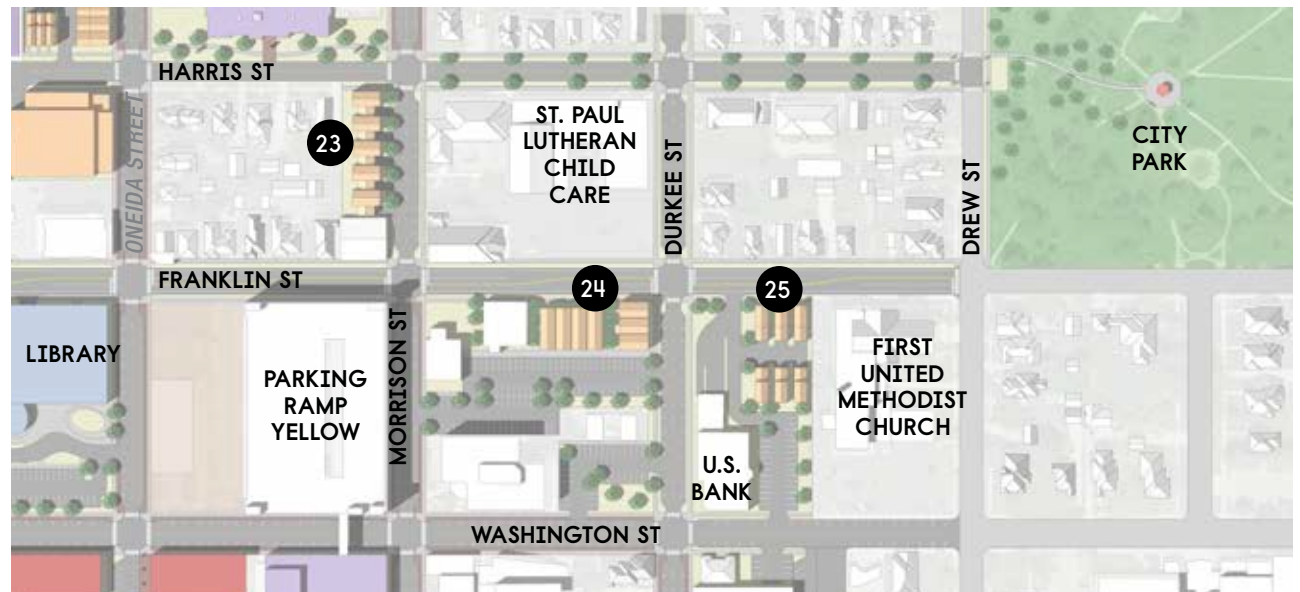 HARRIS ST
ONEIDA STREET
23
ST. PAUL
LUTHERAN
CHILD
CARE
DURKEE ST
DREW ST
CITY
PARK
FRANKLIN ST
24
25
LIBRARY
PARKING
RAMP
YELLOW
MORRISON ST
FIRST
UNITED
METHODIST
CHURCH
U.S.
BANK
WASHINGTON ST